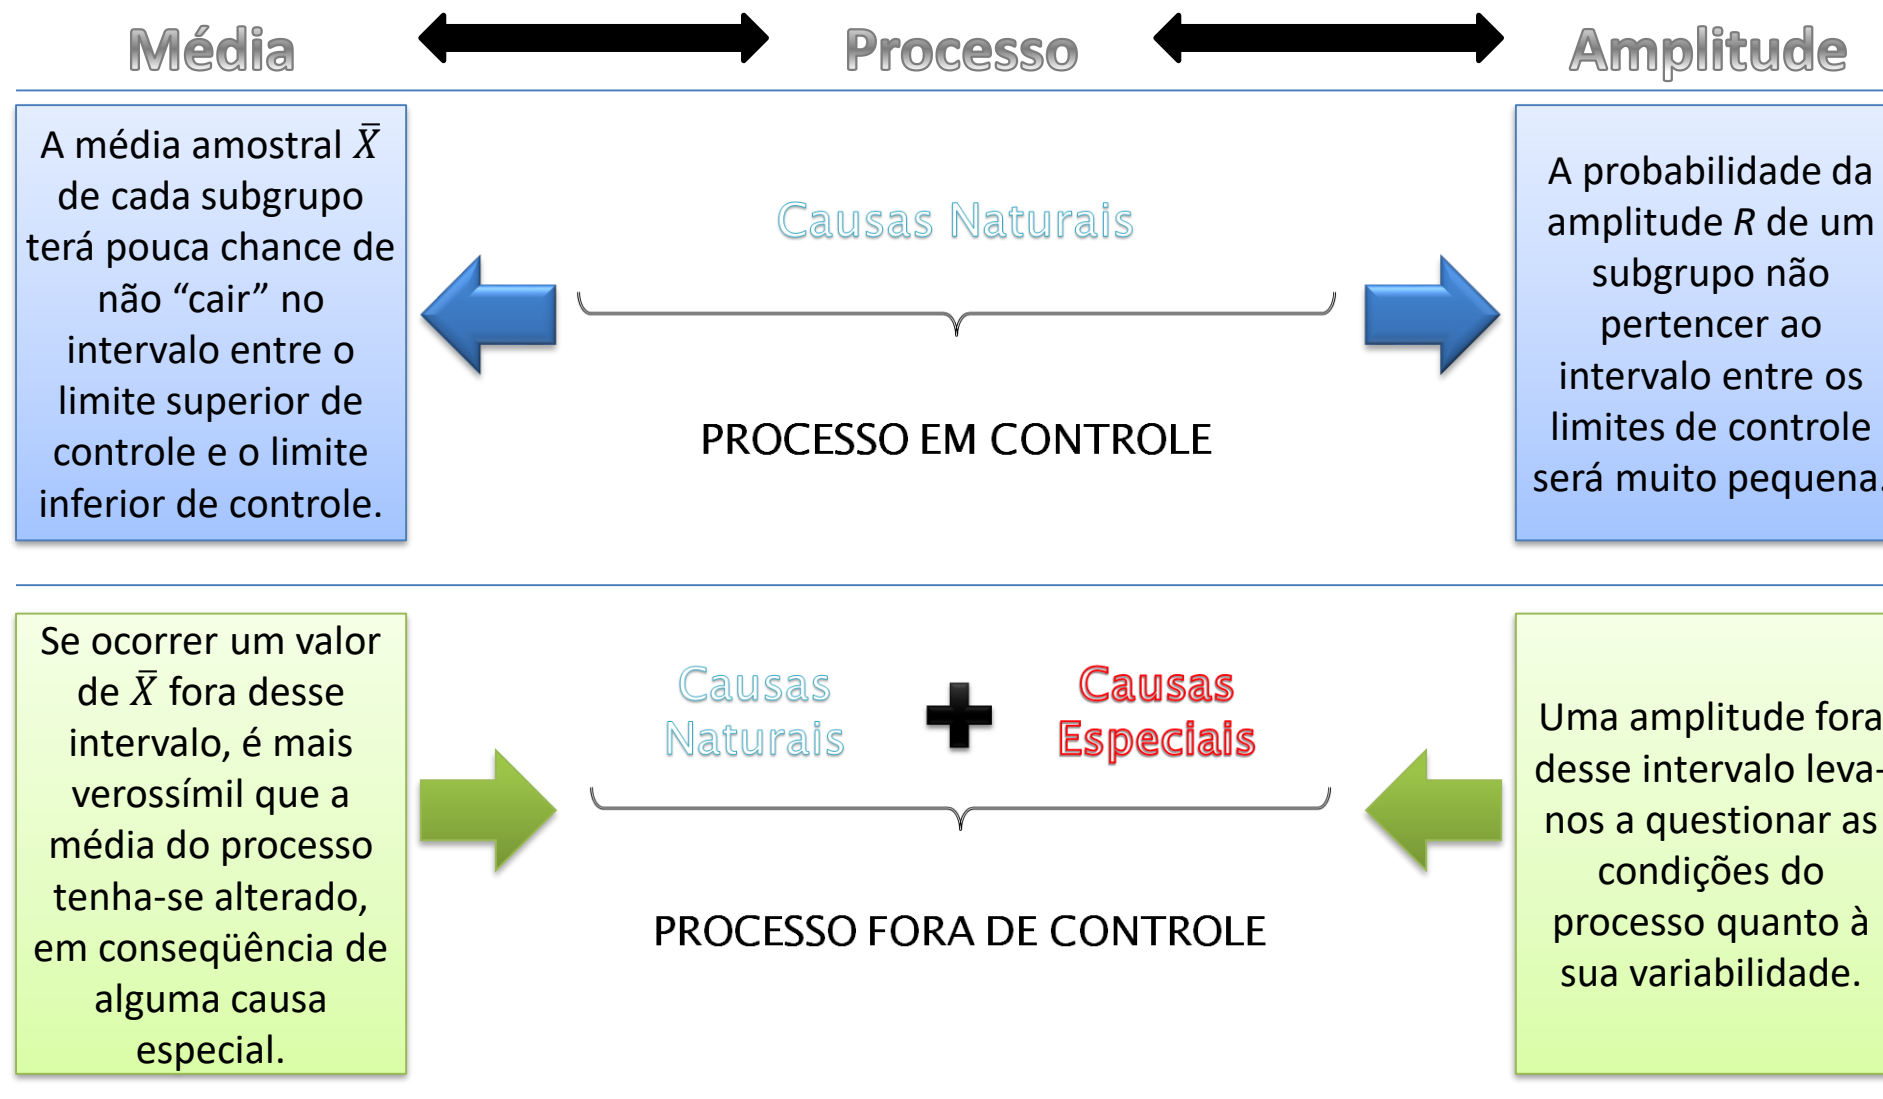 Média
Processo
Amplitude
A média amostral X̄
de cada subgrupo
terá pouca chance de
não “cair” no
intervalo entre o
limite superior de
controle e o limite
inferior de controle.
Causas Naturais
PROCESSO EM CONTROLE
A probabilidade da
amplitude R de um
subgrupo não
pertencer ao
intervalo entre os
limites de controle
será muito pequena.
Se ocorrer um valor
de X̄ fora desse
intervalo, é mais
verossímil que a
média do processo
tenha-se alterado,
em conseqüência de
alguma causa
especial.
Causas
Naturais
Causas
Especiais
PROCESSO FORA DE CONTROLE
Uma amplitude fora
desse intervalo leva-
nos a questionar as
condições do
processo quanto à
sua variabilidade.